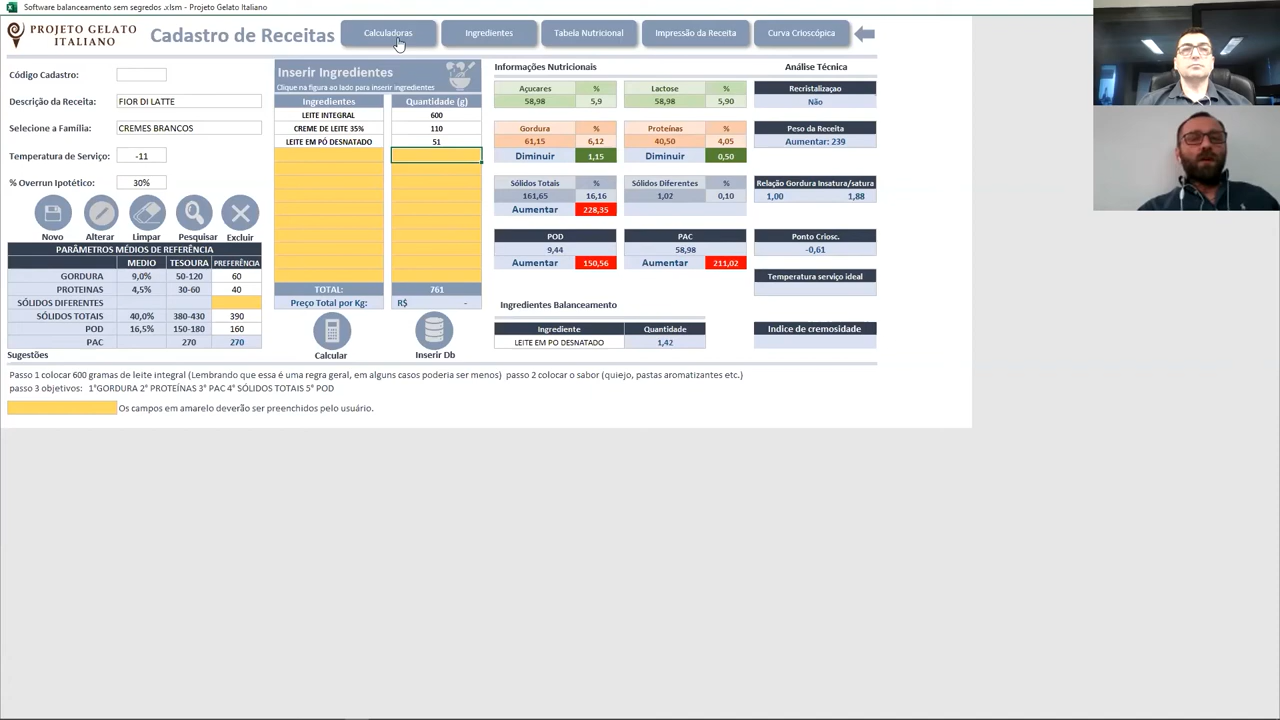 Software balanceamento sem segredos .xlsm - Projeto Gelato Italiano
PROJETO GELATO
ITALIANO
Cadastro de Receitas
Calculadoras
Ingredientes
Tabela Nutricional
Impressão da Receita
Curva Crioscópica
Código Cadastro:
Descrição da Receita: FIOR DI LATTE
Selecione a Família: CREMES BRANCOS
Temperatura de Serviço: -11
% Overrun Ipotético: 30%
Novo Alterar Limpar Pesquisar Excluir
PARÂMETROS MÉDIOS DE REFERÊNCIA
MEDIO TESOURA PREFERÊNCIA
GORDURA 9,0% 50-120 60
PROTEINAS 4,5% 30-60 40
SÓLIDOS DIFERENTES
SÓLIDOS TOTAIS 40,0% 380-430 390
POD 16,5% 150-180 160
PAC 270 270
Sugestões
Inserir Ingredientes
Clique na figura ao lado para inserir ingredientes
Ingredientes Quantidade (g)
LEITE INTEGRAL 600
CREME DE LEITE 35% 110
LEITE EM PÓ DESNATADO 51
TOTAL: 761
Preço Total por Kg: R$ -
Calcular Inserir Db
Informações Nutricionais
Açucares % Lactose %
58,98 5,9 58,98 5,90
Gordura % Proteínas %
61,15 6,12 40,50 4,05
Diminuir 1,15 Diminuir 0,50
Sólidos Totais % Sólidos Diferentes %
161,65 16,16 1,02 0,10
Aumentar 228,35
POD PAC
9,44 58,98
Aumentar 150,56 Aumentar 211,02
Ingredientes Balanceamento
Ingrediente Quantidade
LEITE EM PO DESNATADO 1,42
Análise Técnica
Recristalizaçao
Não
Peso da Receita
Aumentar: 239
Relação Gordura Insatura/satura
1,00 1,88
Ponto Criosc.
-0,61
Temperatura serviço ideal
Indice de cremosidade
Passo 1 colocar 600 gramas de leite integral (Lembrando que essa é uma regra geral, em alguns casos poderia ser menos) passo 2 colocar o sabor (quiejo, pastas aromatizantes etc.)
passo 3 objetivos: 1°GORDURA 2° PROTEÍNAS 3° PAC 4° SÓLIDOS TOTAIS 5° POD
Os campos em amarelo deverão ser preenchidos pelo usuário.